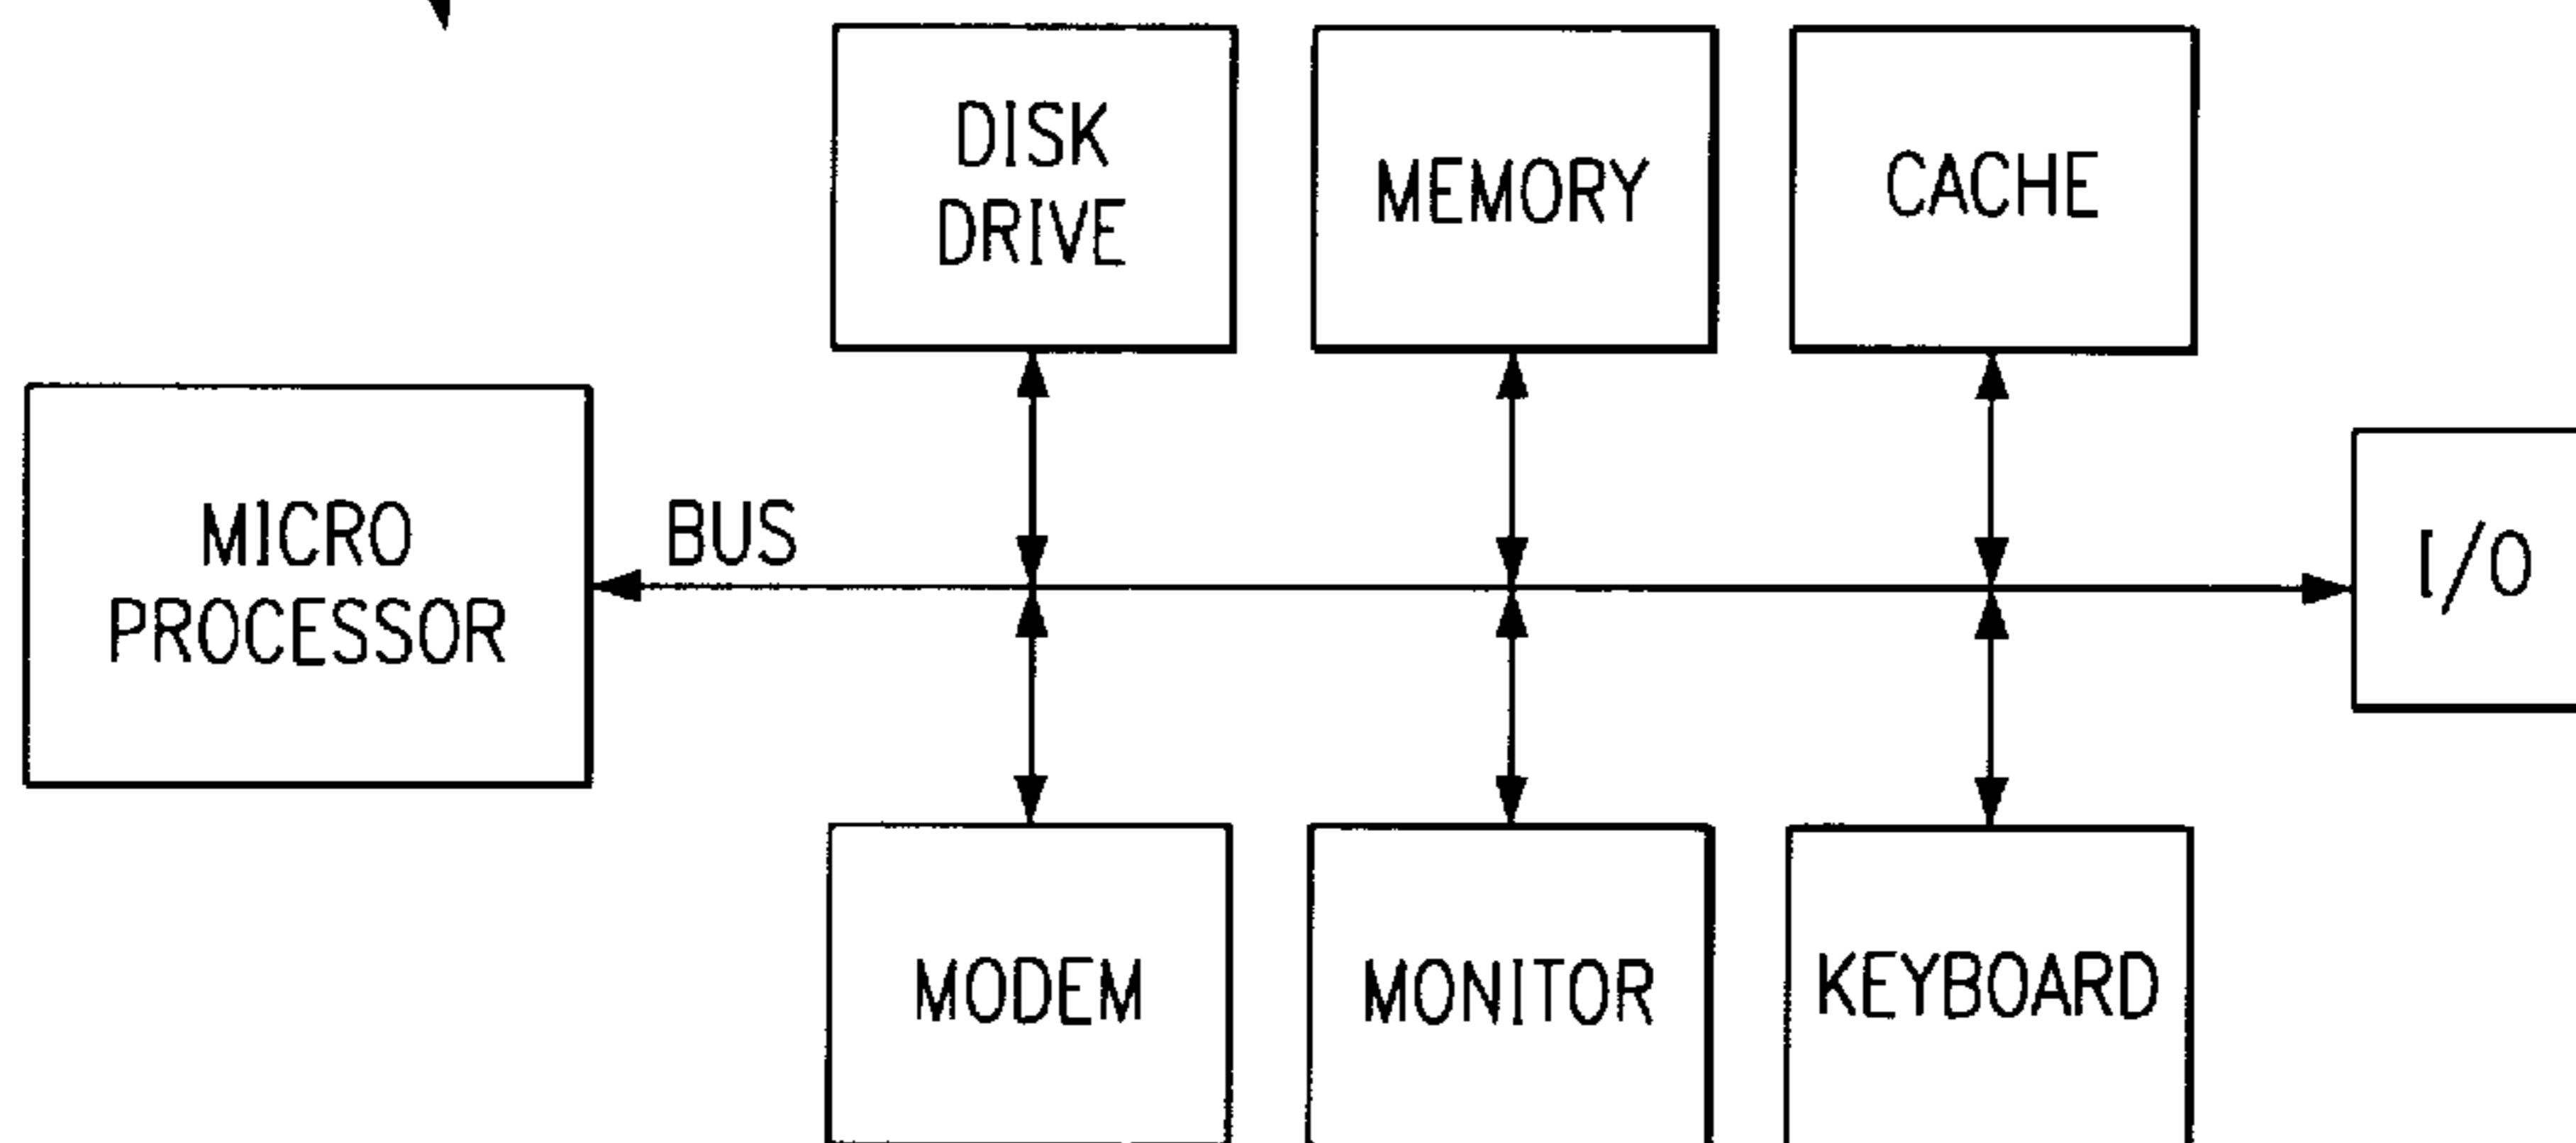 DISK
DRIVE
MEMORY
CACHE
MICRO
PROCESSOR
BUS
I/O
MODEM
MONITOR
KEYBOARD